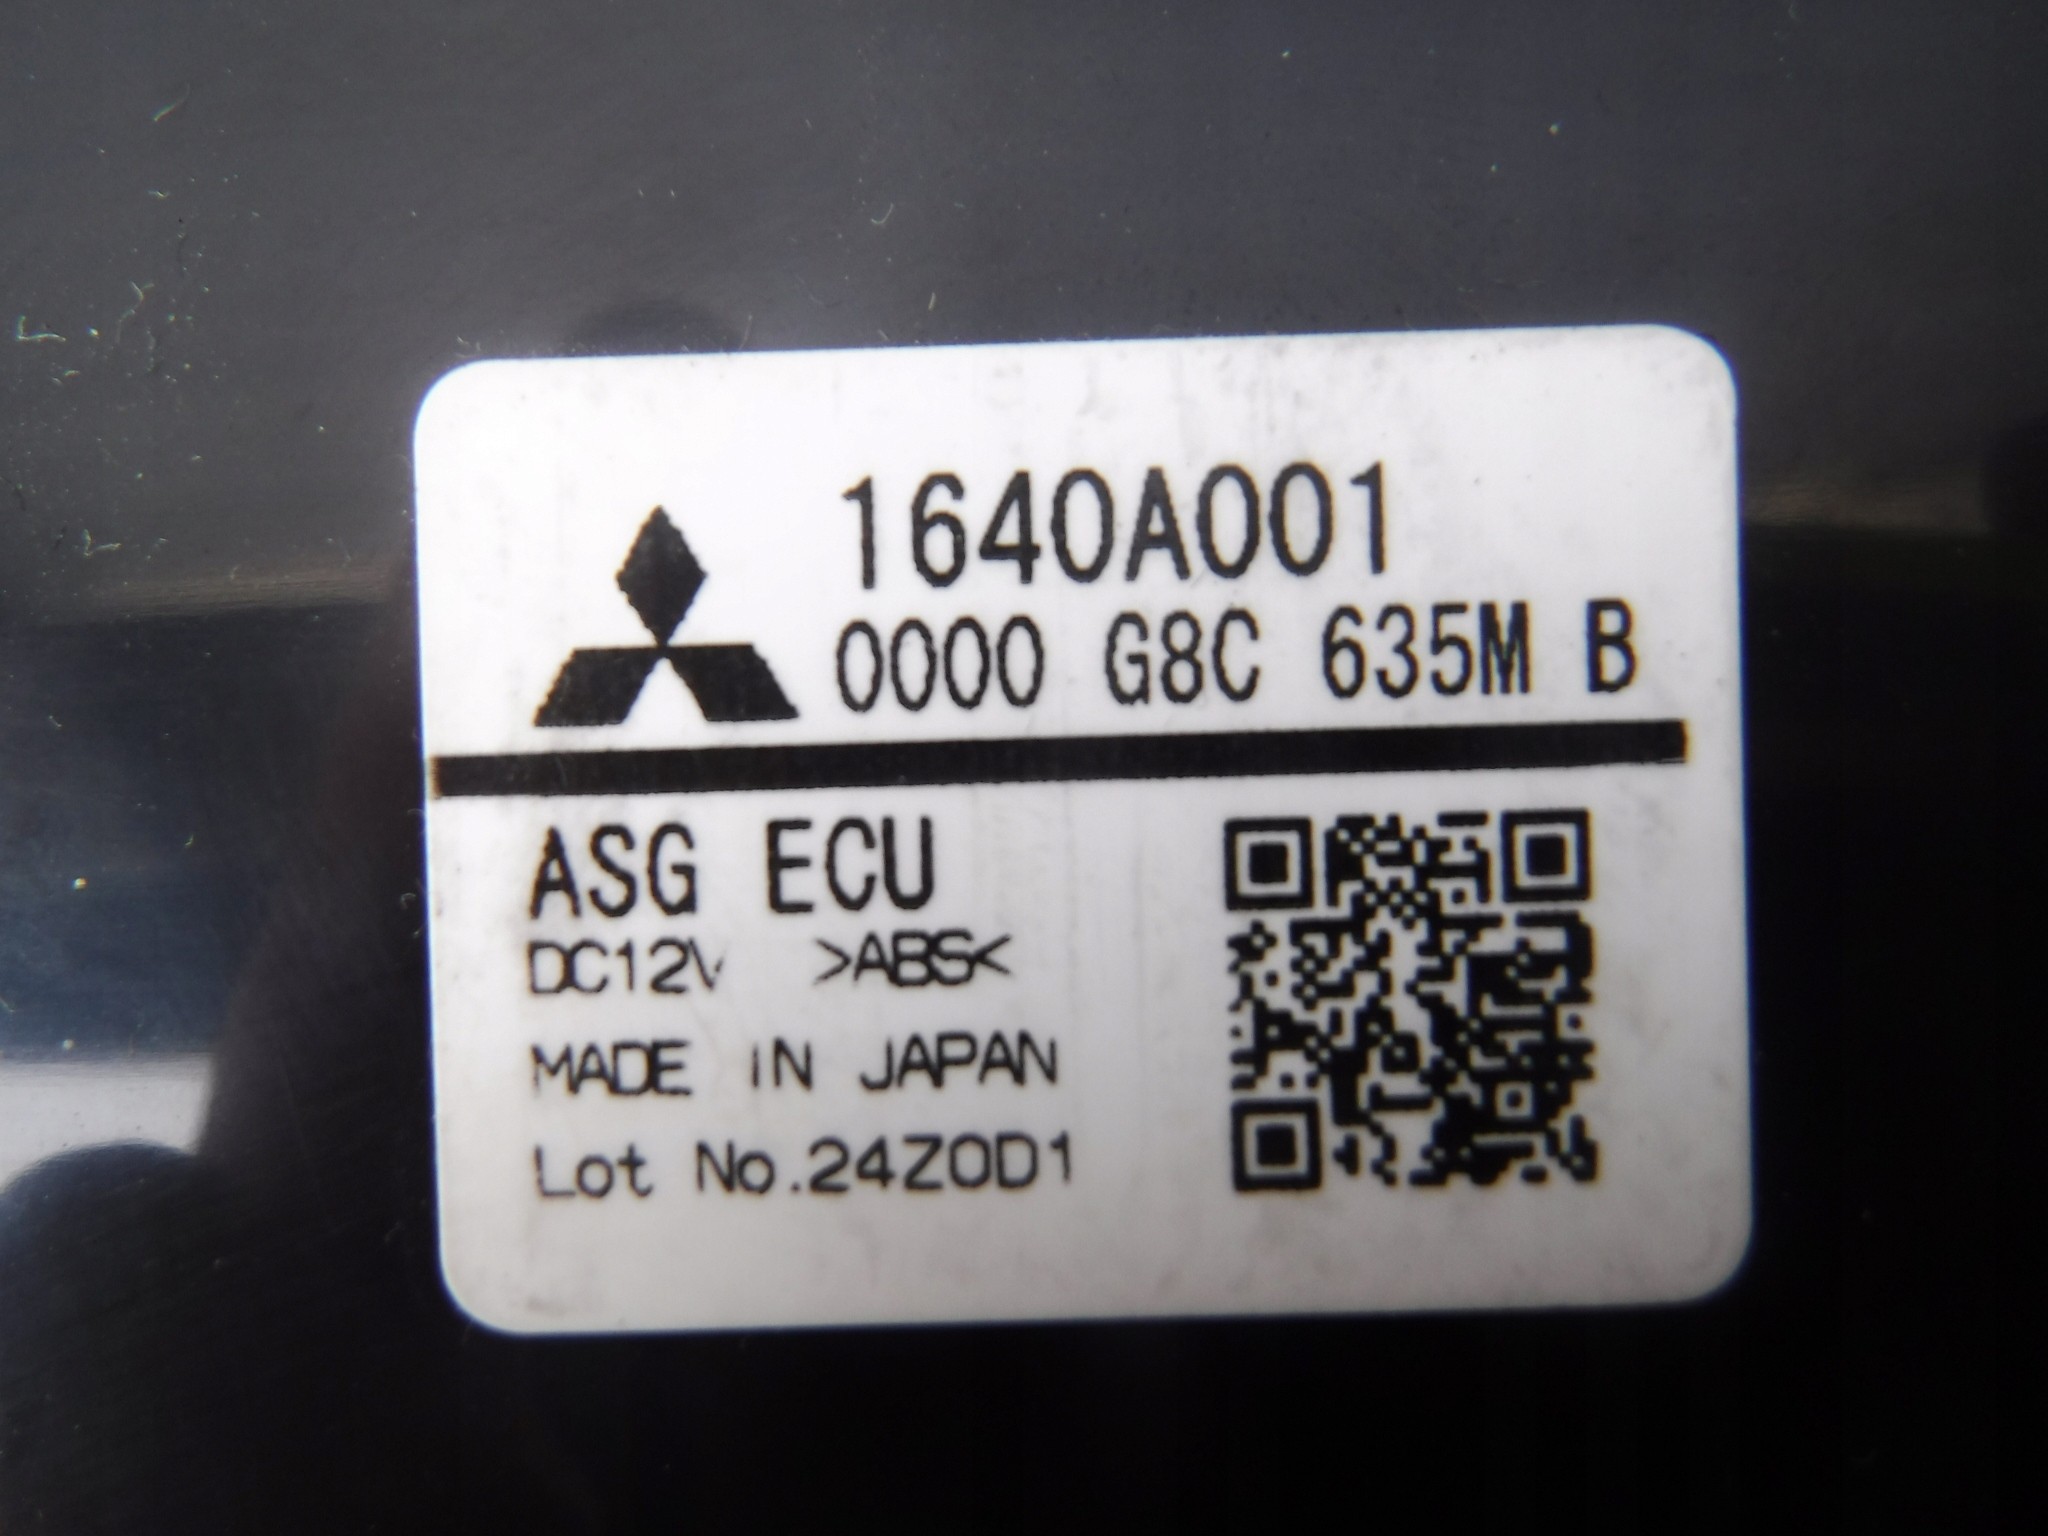 1640A001
0000 G8C 635M B
ASG ECU
DC12V >ABS<
MADE IN JAPAN
Lot No.24Z0D1